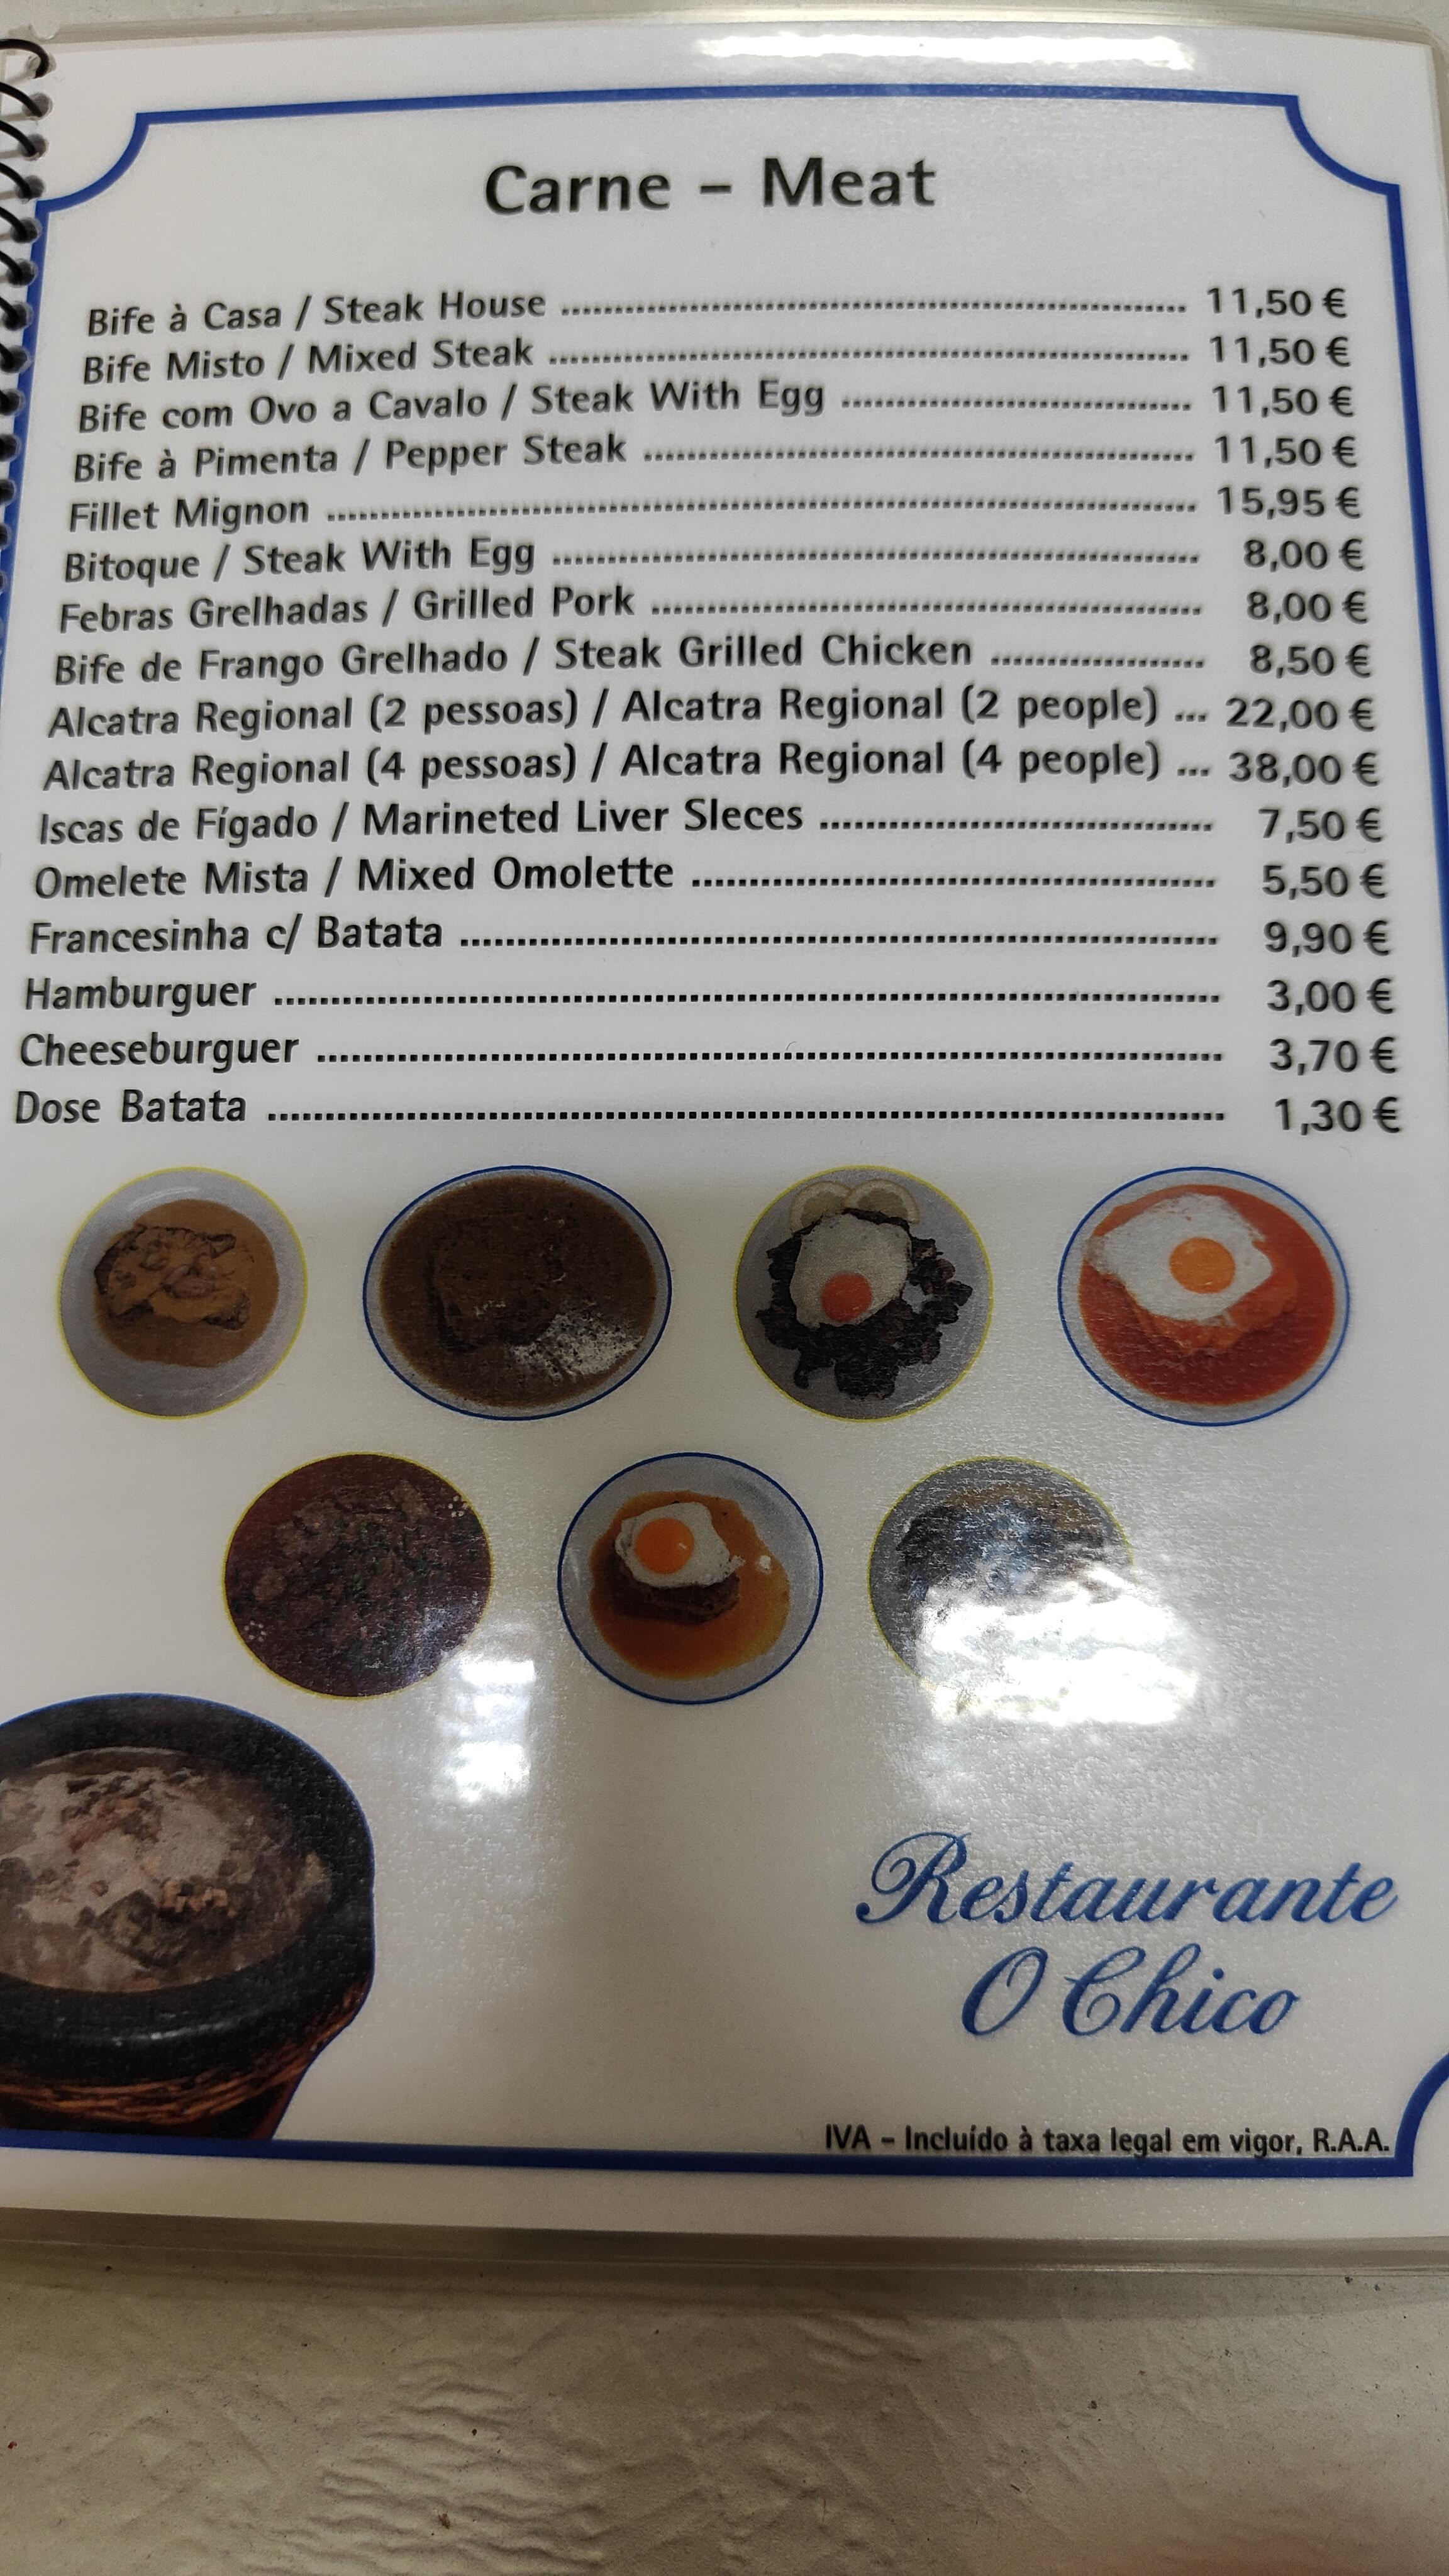 Carne – Meat
Bife à Casa / Steak House ........ 11,50 €
Bife Misto / Mixed Steak ........ 11,50 €
Bife com Ovo a Cavalo / Steak With Egg ........ 11,50 €
Bife à Pimenta / Pepper Steak ........ 11,50 €
Fillet Mignon ........ 15,95 €
Bitoque / Steak With Egg ........ 8,00 €
Febras Grelhadas / Grilled Pork ........ 8,00 €
Bife de Frango Grelhado / Steak Grilled Chicken ........ 8,50 €
Alcatra Regional (2 pessoas) / Alcatra Regional (2 people) ... 22,00 €
Alcatra Regional (4 pessoas) / Alcatra Regional (4 people) ... 38,00 €
Iscas de Fígado / Marineted Liver Sleces ........ 7,50 €
Omelete Mista / Mixed Omolette ........ 5,50 €
Francesinha c/ Batata ........ 9,90 €
Hamburguer ........ 3,00 €
Cheeseburguer ........ 3,70 €
Dose Batata ........ 1,30 €
Restaurante
O Chico
IVA – Incluído à taxa legal em vigor, R.A.A.